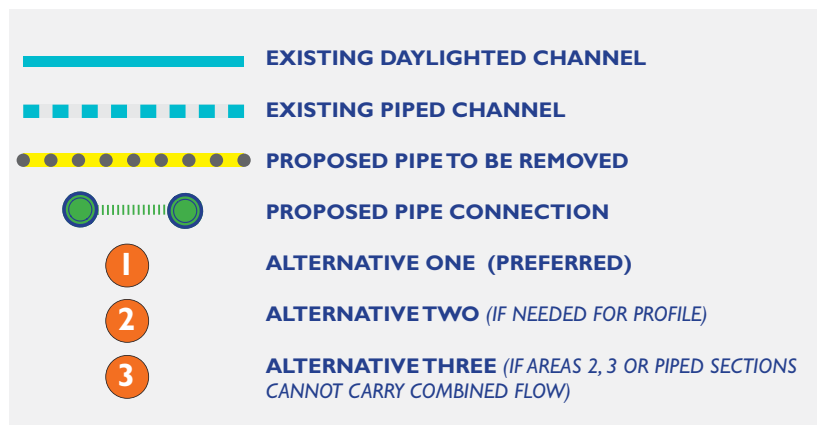 EXISTING DAYLIGHTED CHANNEL
EXISTING PIPED CHANNEL
PROPOSED PIPE TO BE REMOVED
PROPOSED PIPE CONNECTION
1 ALTERNATIVE ONE (PREFERRED)
2 ALTERNATIVE TWO (IF NEEDED FOR PROFILE)
3 ALTERNATIVE THREE (IF AREAS 2, 3 OR PIPED SECTIONS
CANNOT CARRY COMBINED FLOW)